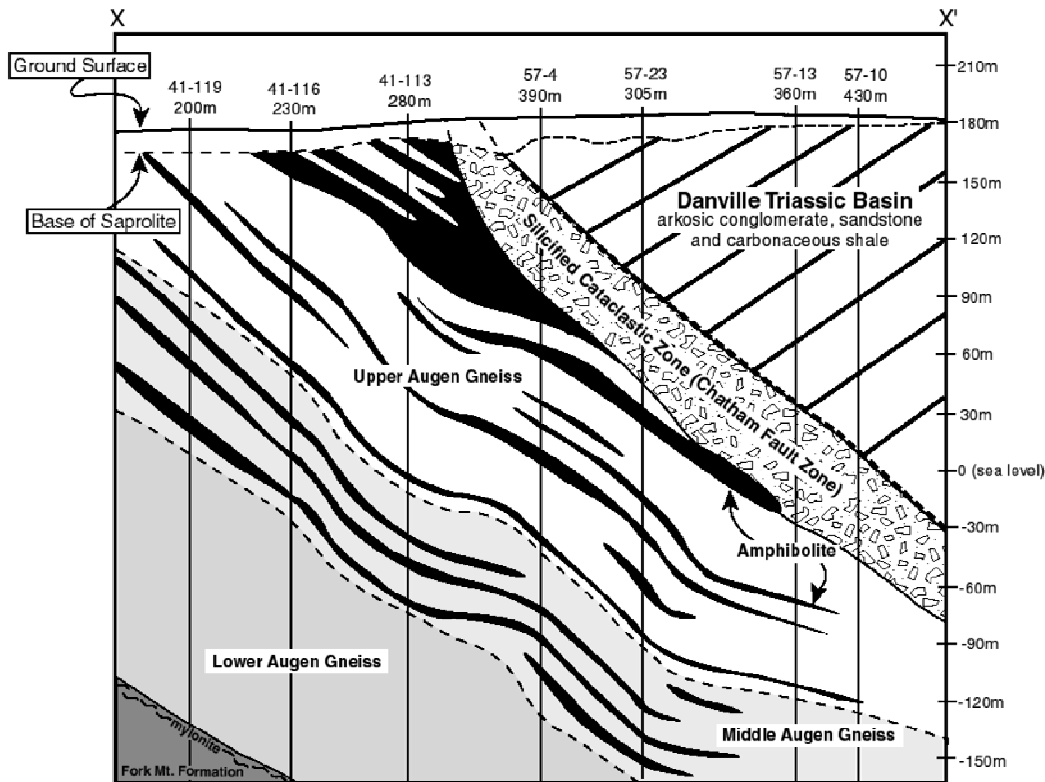 X
X'
Ground Surface
41-119
200m
41-116
230m
41-113
280m
57-4
390m
57-23
305m
57-13
360m
57-10
430m
210m
180m
150m
120m
90m
60m
30m
0 (sea level)
-30m
-60m
-90m
-120m
-150m
Base of Saprolite
Danville Triassic Basin
arkosic conglomerate, sandstone
and carbonaceous shale
Silicified Cataclastic Zone (Chatham Fault Zone)
Upper Augen Gneiss
Amphibolite
Lower Augen Gneiss
Middle Augen Gneiss
mylonite
Fork Mt. Formation